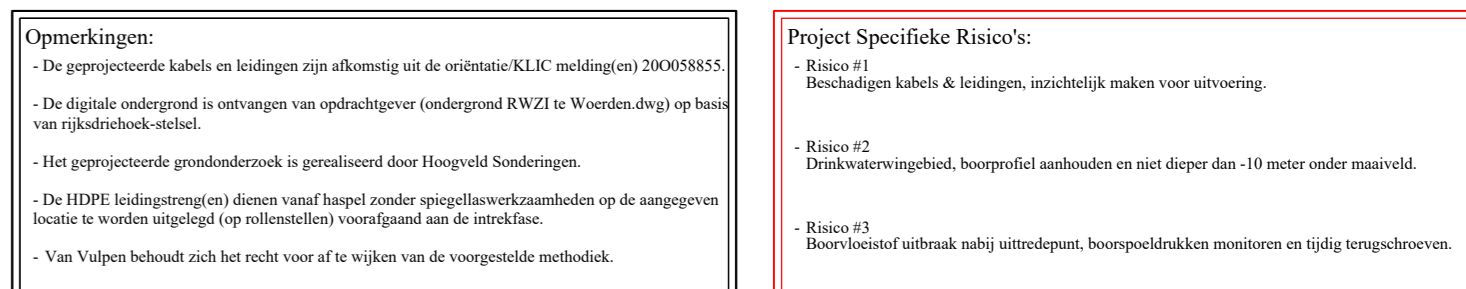 Opmerkingen:
- De geprojecteerde kabels en leidingen zijn afkomstig uit de oriëntatie/KLIC melding(en) 20O058855.
- De digitale ondergrond is ontvangen van opdrachtgever (ondergrond RWZI te Woerden.dwg) op basis
van rijksdriehoek-stelsel.
- Het geprojecteerde grondonderzoek is gerealiseerd door Hoogveld Sonderingen.
- De HDPE leidingstreng(en) dienen vanaf haspel zonder spiegellaswerkzaamheden op de aangegeven
locatie te worden uitgelegd (op rollenstellen) voorafgaand aan de intrekfase.
- Van Vulpen behoudt zich het recht voor af te wijken van de voorgestelde methodiek.
Project Specifieke Risico's:
- Risico #1
Beschadigen kabels & leidingen, inzichtelijk maken voor uitvoering.
- Risico #2
Drinkwaterwingebied, boorprofiel aanhouden en niet dieper dan -10 meter onder maaiveld.
- Risico #3
Boorvloeistof uitbraak nabij uittredepunt, boorspoeldrukken monitoren en tijdig terugschroeven.